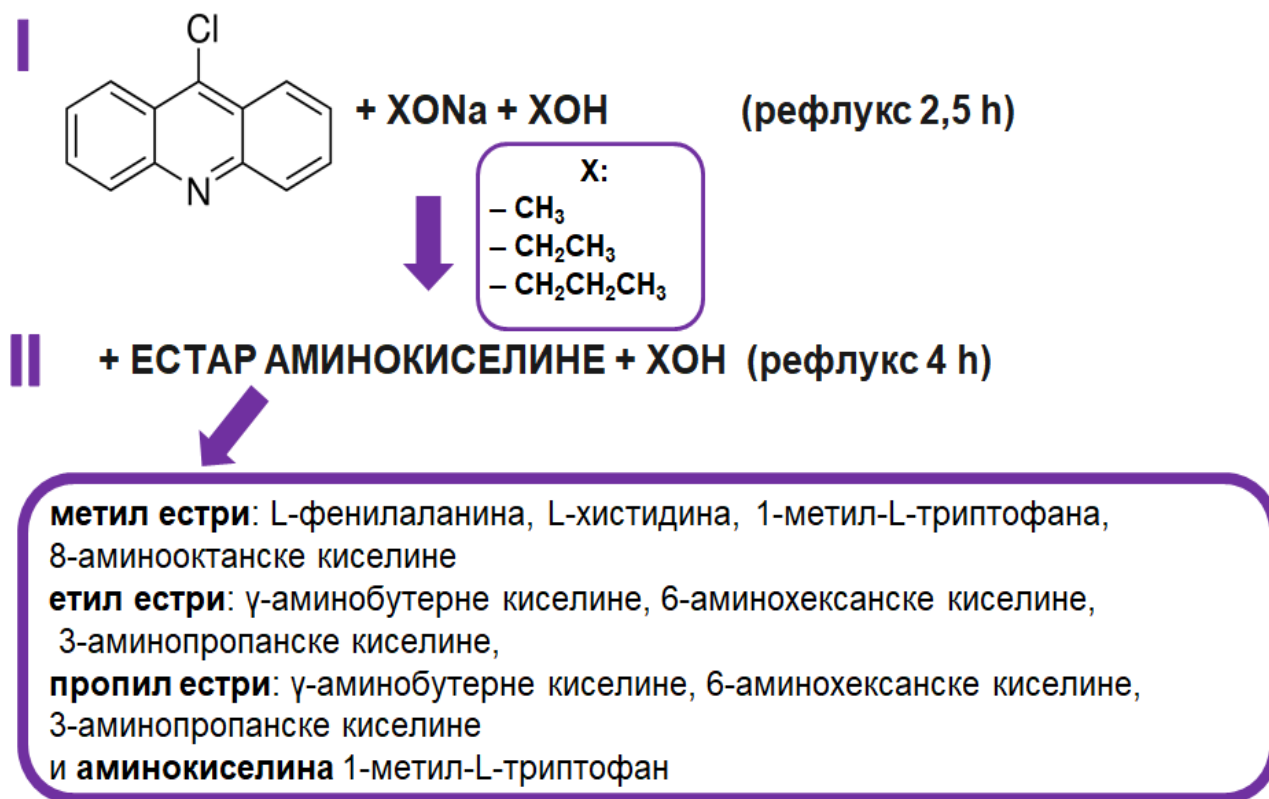 I
Cl
N
+ XONa + XOH (рефлукс 2,5 h)
X:
– CH₃
– CH₂CH₃
– CH₂CH₂CH₃
II + ЕСТАР АМИНОКИСЕЛИНЕ + ХОН (рефлукс 4 h)
метил естри: L-фенилаланина, L-хистидина, 1-метил-L-триптофана,
8-аминооктанске киселине
етил естри: γ-аминобутерне киселине, 6-аминохексанске киселине,
3-аминопропанске киселине,
пропил естри: γ-аминобутерне киселине, 6-аминохексанске киселине,
3-аминопропанске киселине
и аминокиселина 1-метил-L-триптофан